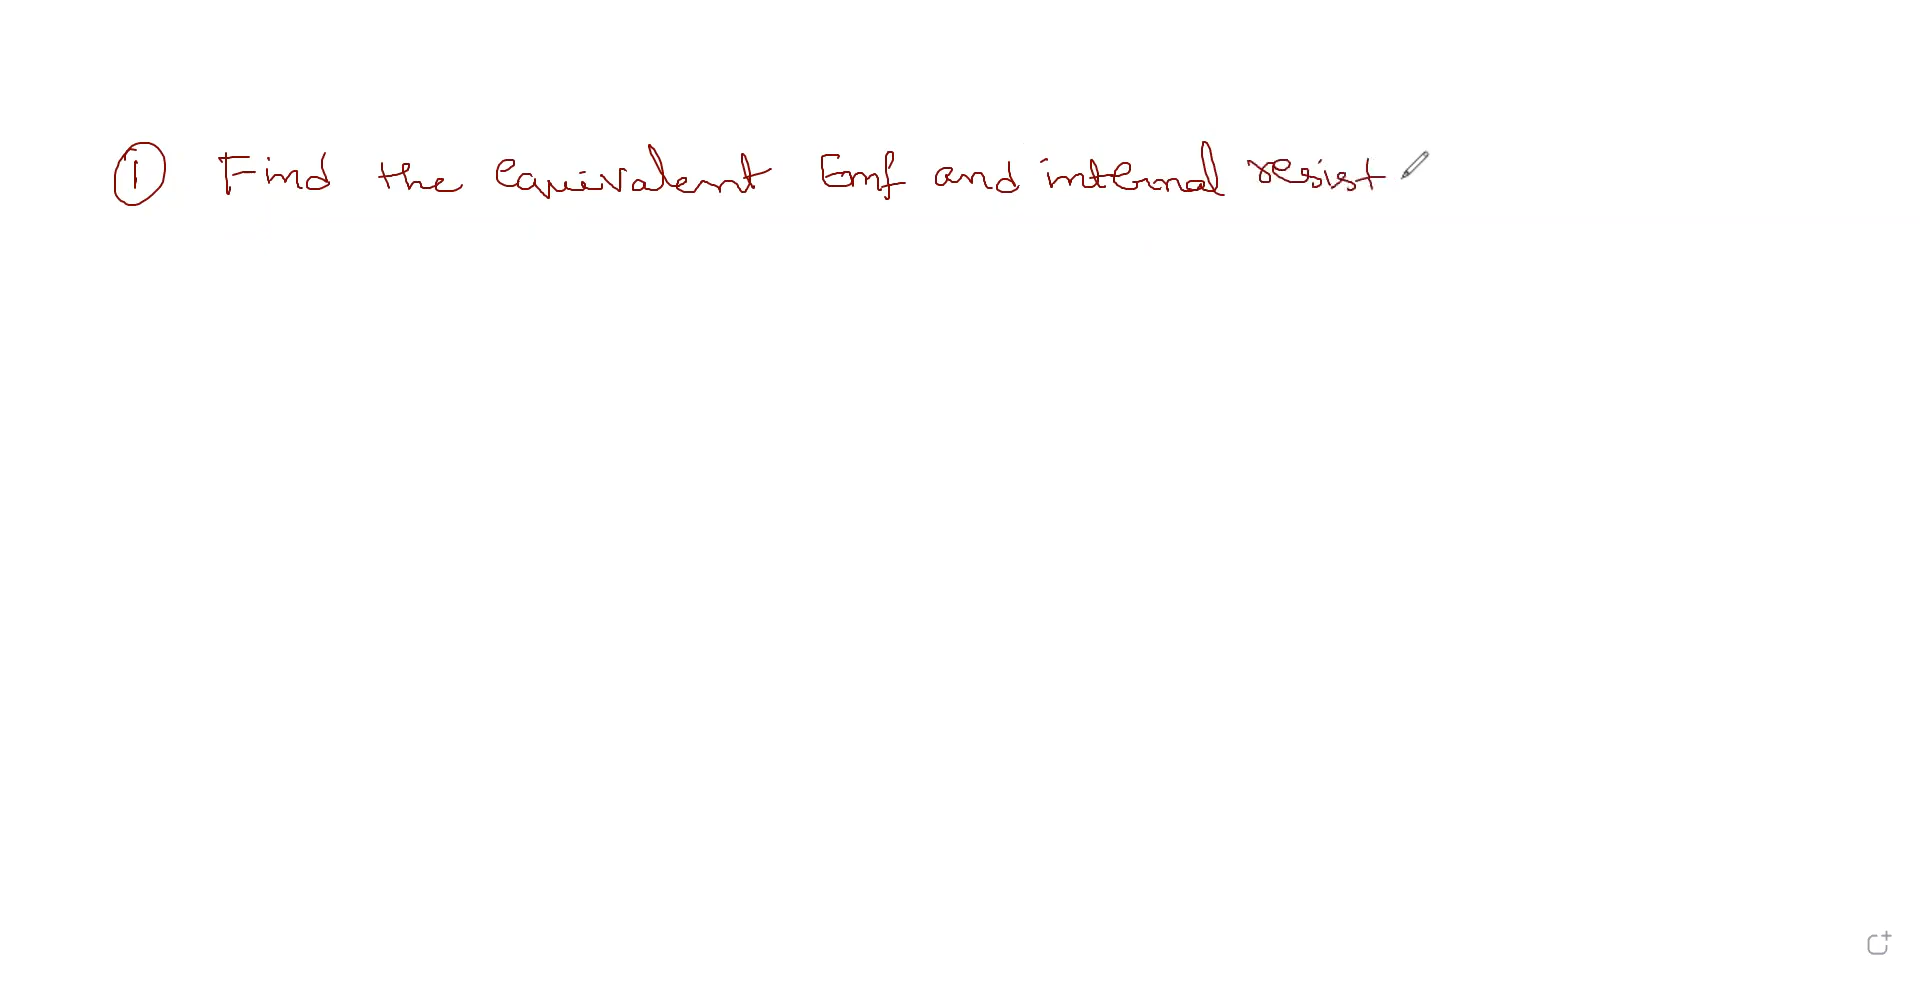 ① Find the equivalent Emf and internal resist